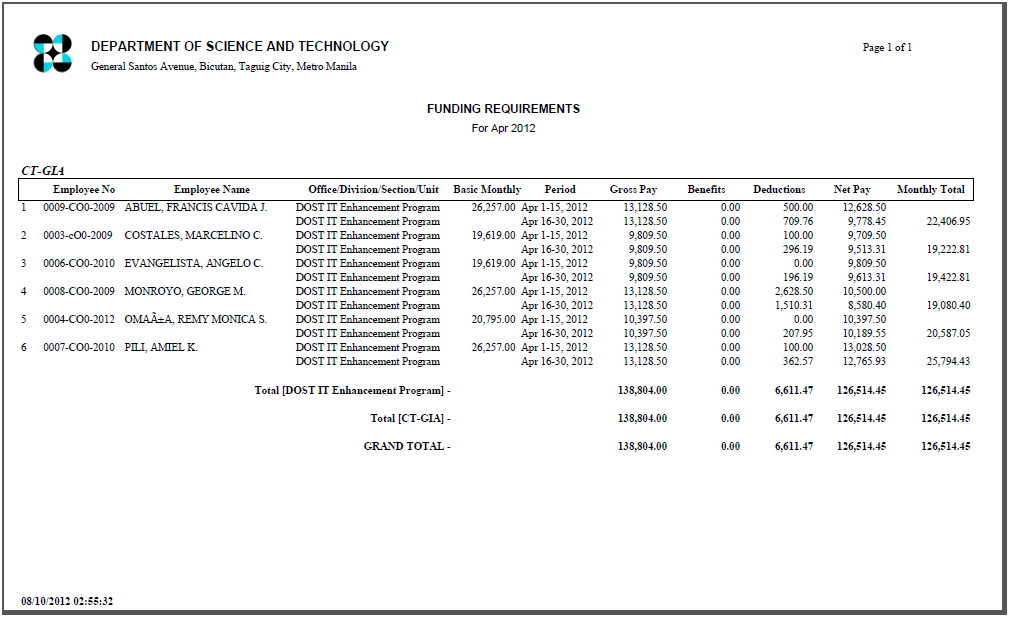 DEPARTMENT OF SCIENCE AND TECHNOLOGY Page 1 of 1
General Santos Avenue, Bicutan, Taguig City, Metro Manila
FUNDING REQUIREMENTS
For Apr 2012
CT-GIA
Employee No Employee Name Office/Division/Section/Unit Basic Monthly Period Gross Pay Benefits Deductions Net Pay Monthly Total
1 0009-CO0-2009 ABUEL, FRANCIS CAVIDA J. DOST IT Enhancement Program 26,257.00 Apr 1-15, 2012 13,128.50 0.00 500.00 12,628.50
DOST IT Enhancement Program Apr 16-30, 2012 13,128.50 0.00 709.76 9,778.45 22,406.95
2 0003-cO0-2009 COSTALES, MARCELINO C. DOST IT Enhancement Program 19,619.00 Apr 1-15, 2012 9,809.50 0.00 100.00 9,709.50
DOST IT Enhancement Program Apr 16-30, 2012 9,809.50 0.00 296.19 9,513.31 19,222.81
3 0006-CO0-2010 EVANGELISTA, ANGELO C. DOST IT Enhancement Program 19,619.00 Apr 1-15, 2012 9,809.50 0.00 0.00 9,809.50
DOST IT Enhancement Program Apr 16-30, 2012 9,809.50 0.00 196.19 9,613.31 19,422.81
4 0008-CO0-2009 MONROYO, GEORGE M. DOST IT Enhancement Program 26,257.00 Apr 1-15, 2012 13,128.50 0.00 2,628.50 10,500.00
DOST IT Enhancement Program Apr 16-30, 2012 13,128.50 0.00 1,510.31 8,580.40 19,080.40
5 0004-CO0-2012 OMAÃ±A, REMY MONICA S. DOST IT Enhancement Program 20,795.00 Apr 1-15, 2012 10,397.50 0.00 0.00 10,397.50
DOST IT Enhancement Program Apr 16-30, 2012 10,397.50 0.00 207.95 10,189.55 20,587.05
6 0007-CO0-2010 PILI, AMIEL K. DOST IT Enhancement Program 26,257.00 Apr 1-15, 2012 13,128.50 0.00 100.00 13,028.50
DOST IT Enhancement Program Apr 16-30, 2012 13,128.50 0.00 362.57 12,765.93 25,794.43
Total [DOST IT Enhancement Program] - 138,804.00 0.00 6,611.47 126,514.45 126,514.45
Total [CT-GIA] - 138,804.00 0.00 6,611.47 126,514.45 126,514.45
GRAND TOTAL - 138,804.00 0.00 6,611.47 126,514.45 126,514.45
08/10/2012 02:55:32